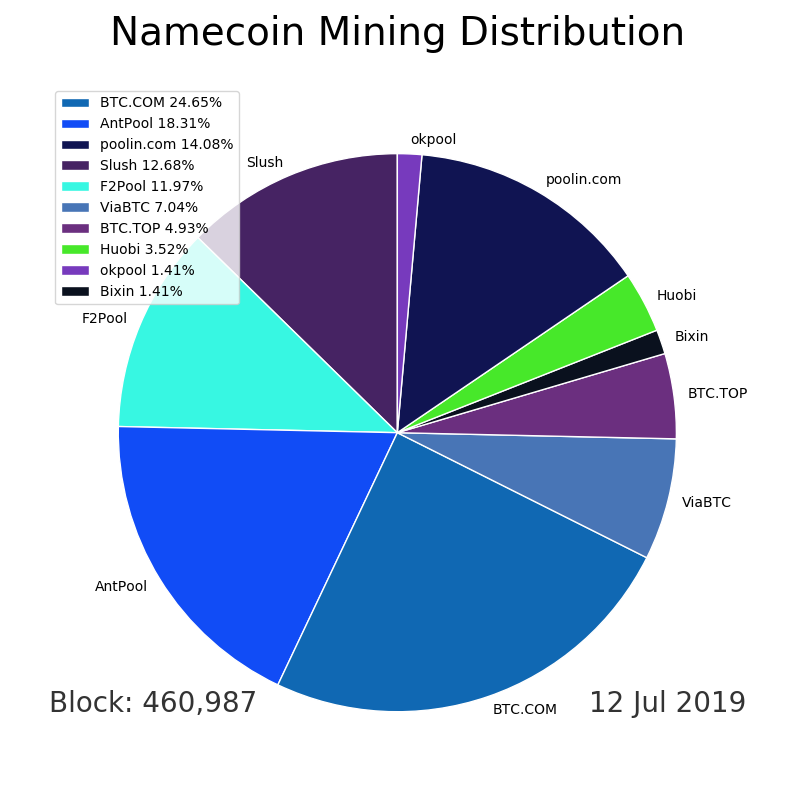 Namecoin Mining Distribution
BTC.COM 24.65%
AntPool 18.31%
poolin.com 14.08%
Slush 12.68%
F2Pool 11.97%
ViaBTC 7.04%
BTC.TOP 4.93%
Huobi 3.52%
okpool 1.41%
Bixin 1.41%
okpool
Slush
poolin.com
Huobi
F2Pool
Bixin
BTC.TOP
ViaBTC
AntPool
BTC.COM
Block: 460,987
12 Jul 2019